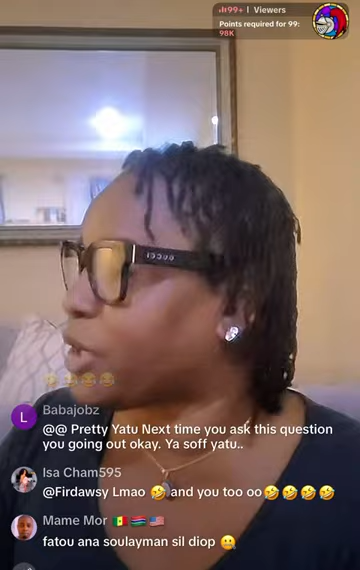 99+ | Viewers
Points required for 99:
98K
GUCCI
L
Babajobz
@@ Pretty Yatu Next time you ask this question
you going out okay. Ya soff yatu..
Isa Cham595
@Firdawsy Lmao 🤣and you too oo🤣🤣🤣🤣
Mame Mor 🇸🇳🇬🇲🇺🇸
fatou ana soulayman sil diop 🤐